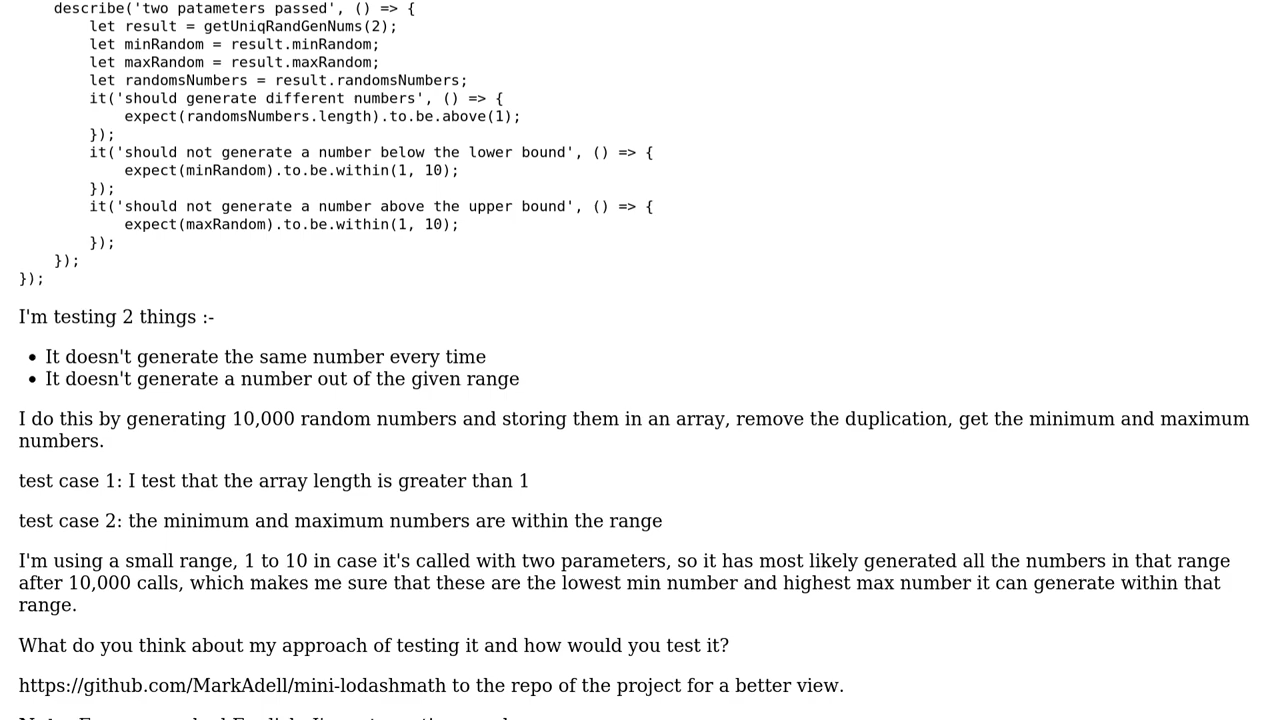 describe('two patameters passed', () => {
let result = getUniqRandGenNums(2);
let minRandom = result.minRandom;
let maxRandom = result.maxRandom;
let randomsNumbers = result.randomsNumbers;
it('should generate different numbers', () => {
expect(randomsNumbers.length).to.be.above(1);
});
it('should not generate a number below the lower bound', () => {
expect(minRandom).to.be.within(1, 10);
});
it('should not generate a number above the upper bound', () => {
expect(maxRandom).to.be.within(1, 10);
});
});
});
I'm testing 2 things :-
• It doesn't generate the same number every time
• It doesn't generate a number out of the given range
I do this by generating 10,000 random numbers and storing them in an array, remove the duplication, get the minimum and maximum
numbers.
test case 1: I test that the array length is greater than 1
test case 2: the minimum and maximum numbers are within the range
I'm using a small range, 1 to 10 in case it's called with two parameters, so it has most likely generated all the numbers in that range
after 10,000 calls, which makes me sure that these are the lowest min number and highest max number it can generate within that
range.
What do you think about my approach of testing it and how would you test it?
https://github.com/MarkAdell/mini-lodashmath to the repo of the project for a better view.